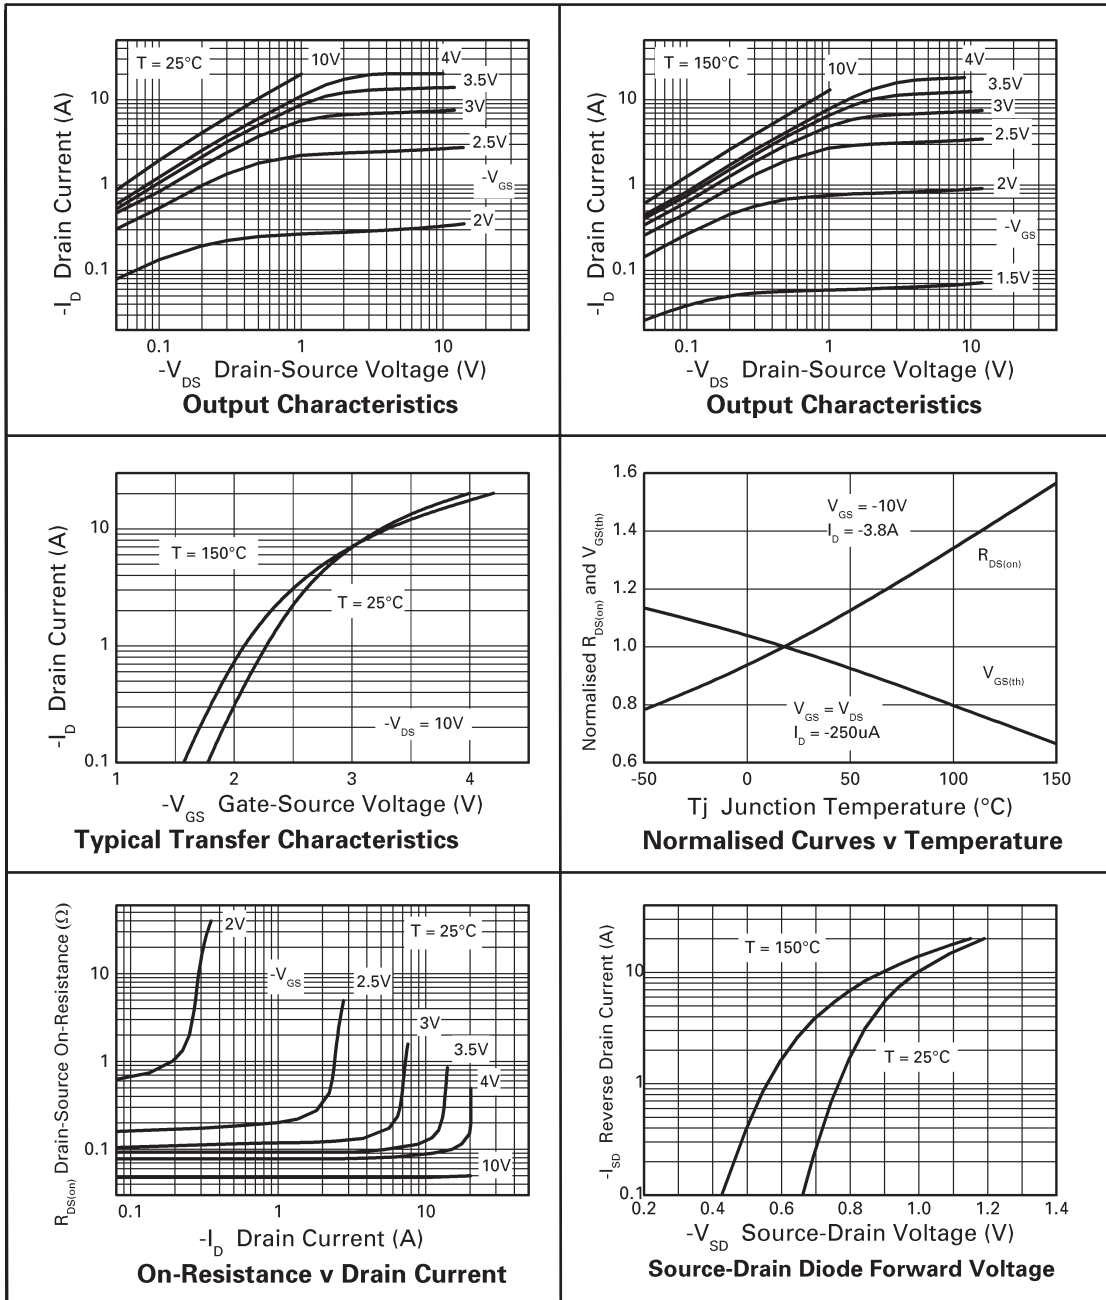 T = 25°C
10V
4V
3.5V
3V
2.5V
-VGS
2V
10
1
0.1
-ID Drain Current (A)
0.1
1
10
-VDS Drain-Source Voltage (V)
Output Characteristics
T = 150°C
10V
4V
3.5V
3V
2.5V
2V
-VGS
1.5V
10
1
0.1
-ID Drain Current (A)
0.1
1
10
-VDS Drain-Source Voltage (V)
Output Characteristics
10
1
0.1
-ID Drain Current (A)
T = 150°C
T = 25°C
-VDS = 10V
1
2
3
4
-VGS Gate-Source Voltage (V)
Typical Transfer Characteristics
1.6
1.4
1.2
1.0
0.8
0.6
Normalised RDS(on) and VGS(th)
VGS = -10V
ID = -3.8A
RDS(on)
VGS(th)
VGS = VDS
ID = -250uA
-50
0
50
100
150
Tj Junction Temperature (°C)
Normalised Curves v Temperature
RDS(on) Drain-Source On-Resistance (Ω)
10
1
0.1
2V
T = 25°C
-VGS
2.5V
3V
3.5V
4V
10V
0.1
1
10
-ID Drain Current (A)
On-Resistance v Drain Current
-ISD Reverse Drain Current (A)
10
1
0.1
T = 150°C
T = 25°C
0.2
0.4
0.6
0.8
1.0
1.2
1.4
-VSD Source-Drain Voltage (V)
Source-Drain Diode Forward Voltage